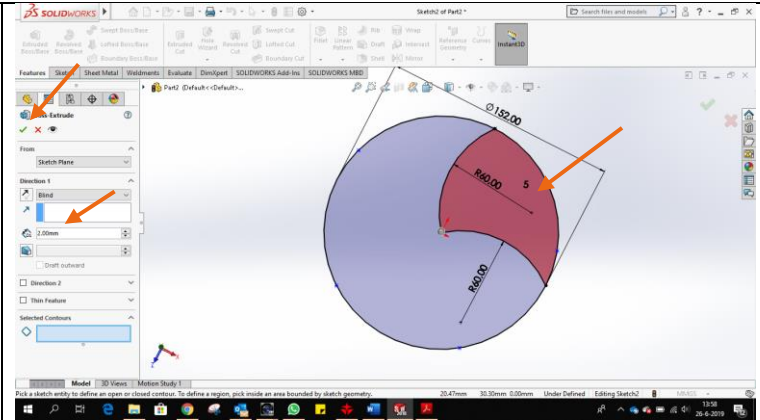 SOLIDWORKS
Sketch2 of Part2 *
Search files and models
Extruded Boss/Base
Revolved Boss/Base
Swept Boss/Base
Lofted Boss/Base
Boundary Boss/Base
Extruded Cut
Hole Wizard
Revolved Cut
Swept Cut
Lofted Cut
Boundary Cut
Fillet
Linear Pattern
Rib
Draft
Shell
Wrap
Intersect
Mirror
Reference Geometry
Curves
Instant3D
Features Sketch Sheet Metal Weldments Evaluate DimXpert SOLIDWORKS Add-Ins SOLIDWORKS MBD
Part2 (Default<<Default>...
-Extrude
From
Sketch Plane
Direction 1
Blind
2.00mm
Draft outward
Direction 2
Thin Feature
Selected Contours
Ø152.00
R60.00
5
R60.00
Model 3D Views Motion Study 1
Pick a sketch entity to define an open or closed contour. To define a region, pick inside an area bounded by sketch geometry.
20.47mm 30.30mm 0.00mm Under Defined Editing Sketch2 MMGS
13:58
26-6-2019